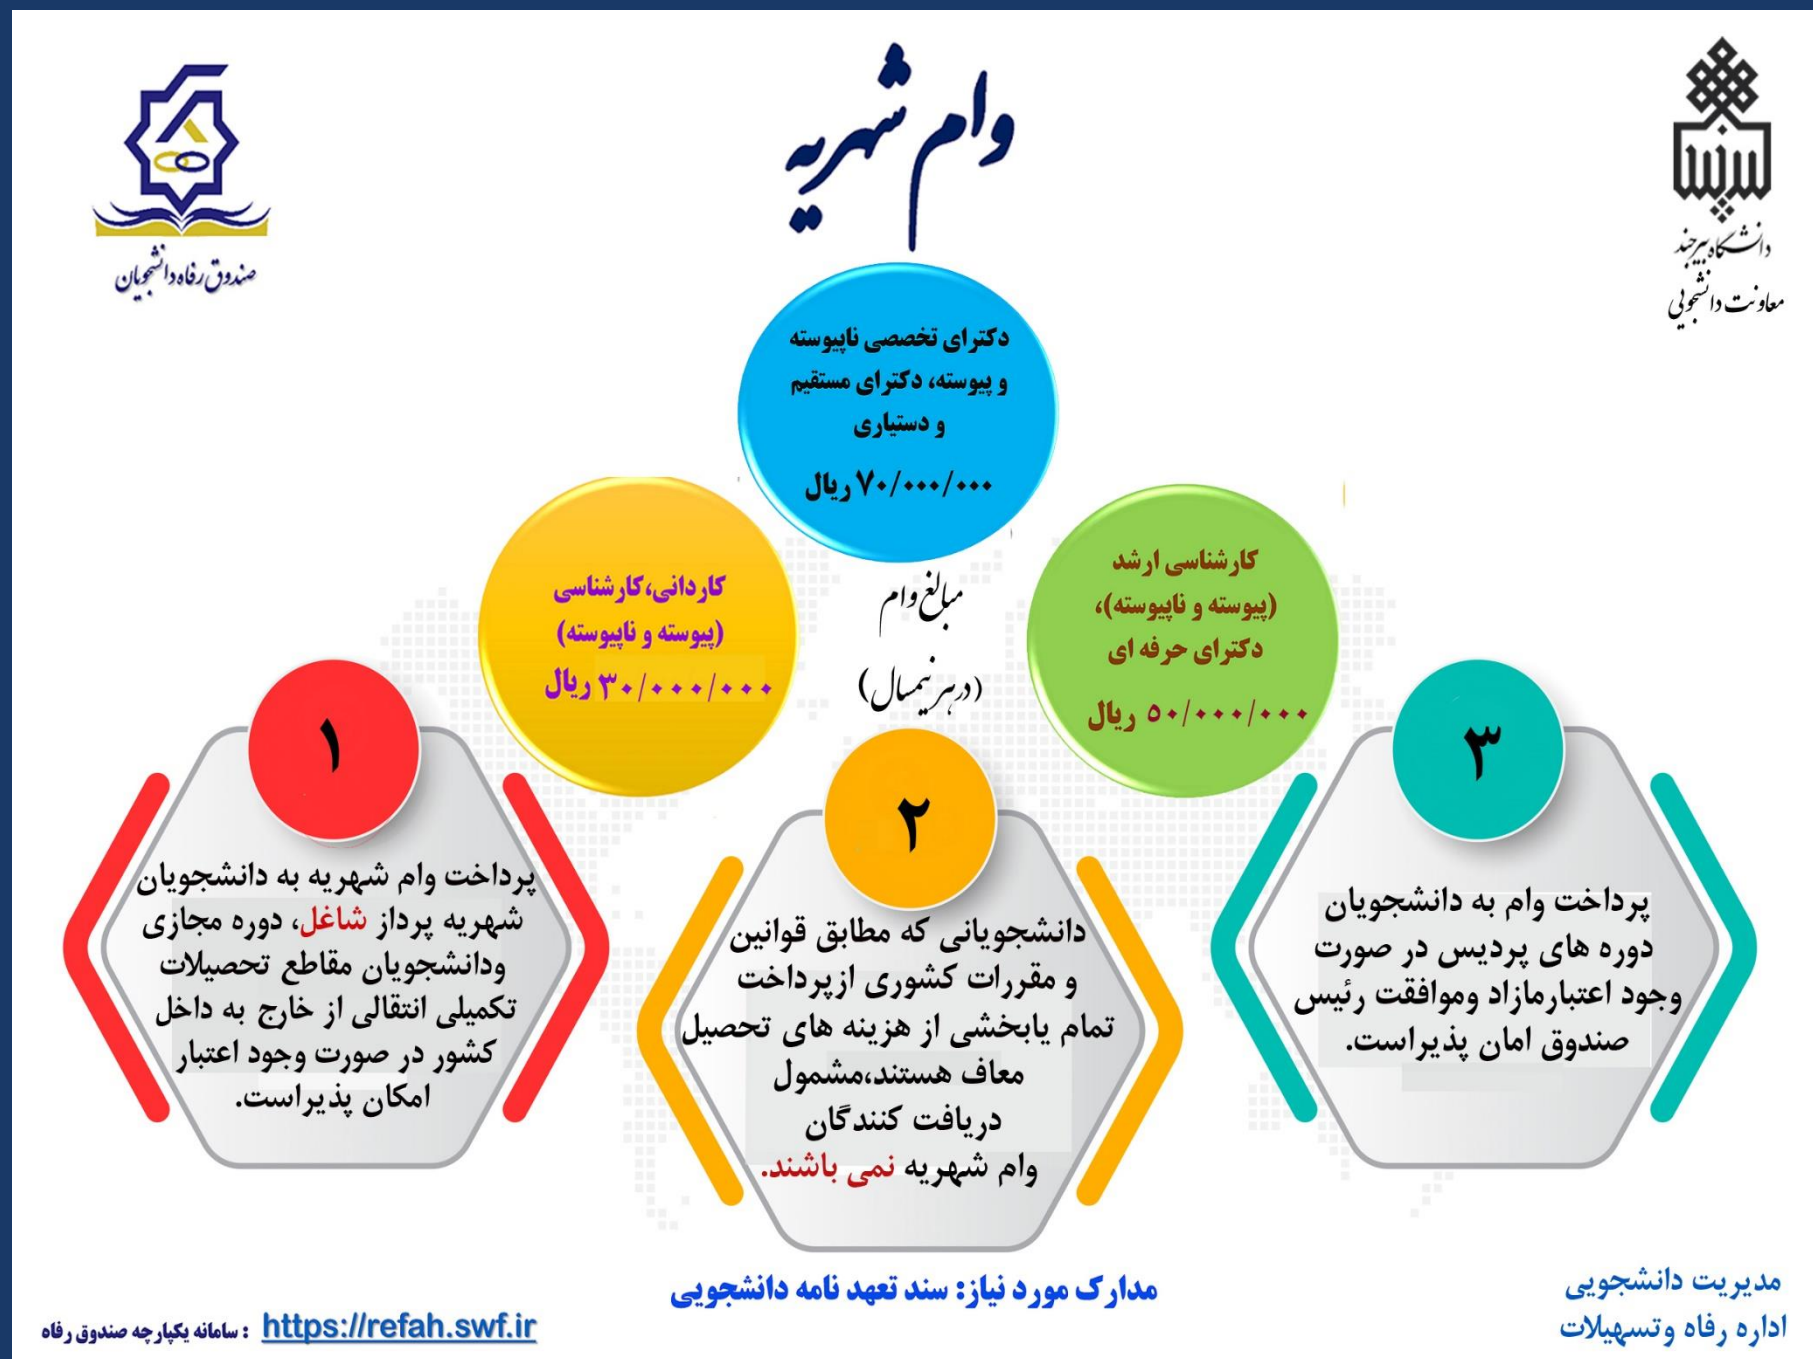 وام شهریه
دانشگاه بیرجند
معاونت دانشجویی
صندوق رفاه دانشجویان
دکترای تخصصی ناپیوسته
و پیوسته، دکترای مستقیم
و دستیاری
۷۰/۰۰۰/۰۰۰ ریال
کارشناسی ارشد
(پیوسته و ناپیوسته)،
دکترای حرفه ای
۵۰/۰۰۰/۰۰۰ ریال
مبالغ وام
(در هر نیمسال)
کاردانی،کارشناسی
(پیوسته و ناپیوسته)
۳۰/۰۰۰/۰۰۰ ریال
۱
پرداخت وام شهریه به دانشجویان
شهریه پرداز شاغل، دوره مجازی
ودانشجویان مقاطع تحصیلات
تکمیلی انتقالی از خارج به داخل
کشور در صورت وجود اعتبار
امکان پذیراست.
۲
دانشجویانی که مطابق قوانین
و مقررات کشوری ازپرداخت
تمام یابخشی از هزینه های تحصیل
معاف هستند،مشمول
دریافت کنندگان
وام شهریه نمی باشند.
۳
پرداخت وام به دانشجویان
دوره های پردیس در صورت
وجود اعتبارمازاد وموافقت رئیس
صندوق امان پذیراست.
مدارک مورد نیاز: سند تعهد نامه دانشجویی
مدیریت دانشجویی
اداره رفاه وتسهیلات
سامانه یکپارچه صندوق رفاه : https://refah.swf.ir